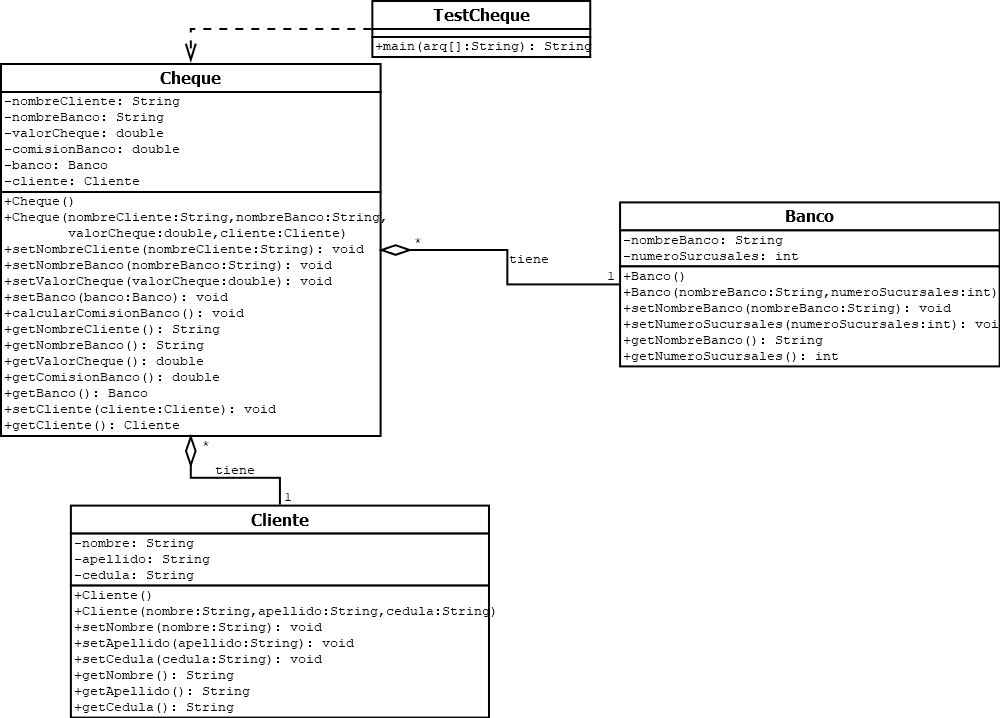 TestCheque
+main(arq[]:String): String
Cheque
-nombreCliente: String
-nombreBanco: String
-valorCheque: double
-comisionBanco: double
-banco: Banco
-cliente: Cliente
+Cheque()
+Cheque(nombreCliente:String,nombreBanco:String,
valorCheque:double,cliente:Cliente)
+setNombreCliente(nombreCliente:String): void
+setNombreBanco(nombreBanco:String): void
+setValorCheque(valorCheque:double): void
+setBanco(banco:Banco): void
+calcularComisionBanco(): void
+getNombreCliente(): String
+getNombreBanco(): String
+getValorCheque(): double
+getComisionBanco(): double
+getBanco(): Banco
+setCliente(cliente:Cliente): void
+getCliente(): Cliente
*
tiene
1
Banco
-nombreBanco: String
-numeroSurcusales: int
+Banco()
+Banco(nombreBanco:String,numeroSucursales:int)
+setNombreBanco(nombreBanco:String): void
+setNumeroSucursales(numeroSucursales:int): voi
+getNombreBanco(): String
+getNumeroSucursales(): int
*
tiene
1
Cliente
-nombre: String
-apellido: String
-cedula: String
+Cliente()
+Cliente(nombre:String,apellido:String,cedula:String)
+setNombre(nombre:String): void
+setApellido(apellido:String): void
+setCedula(cedula:String): void
+getNombre(): String
+getApellido(): String
+getCedula(): String